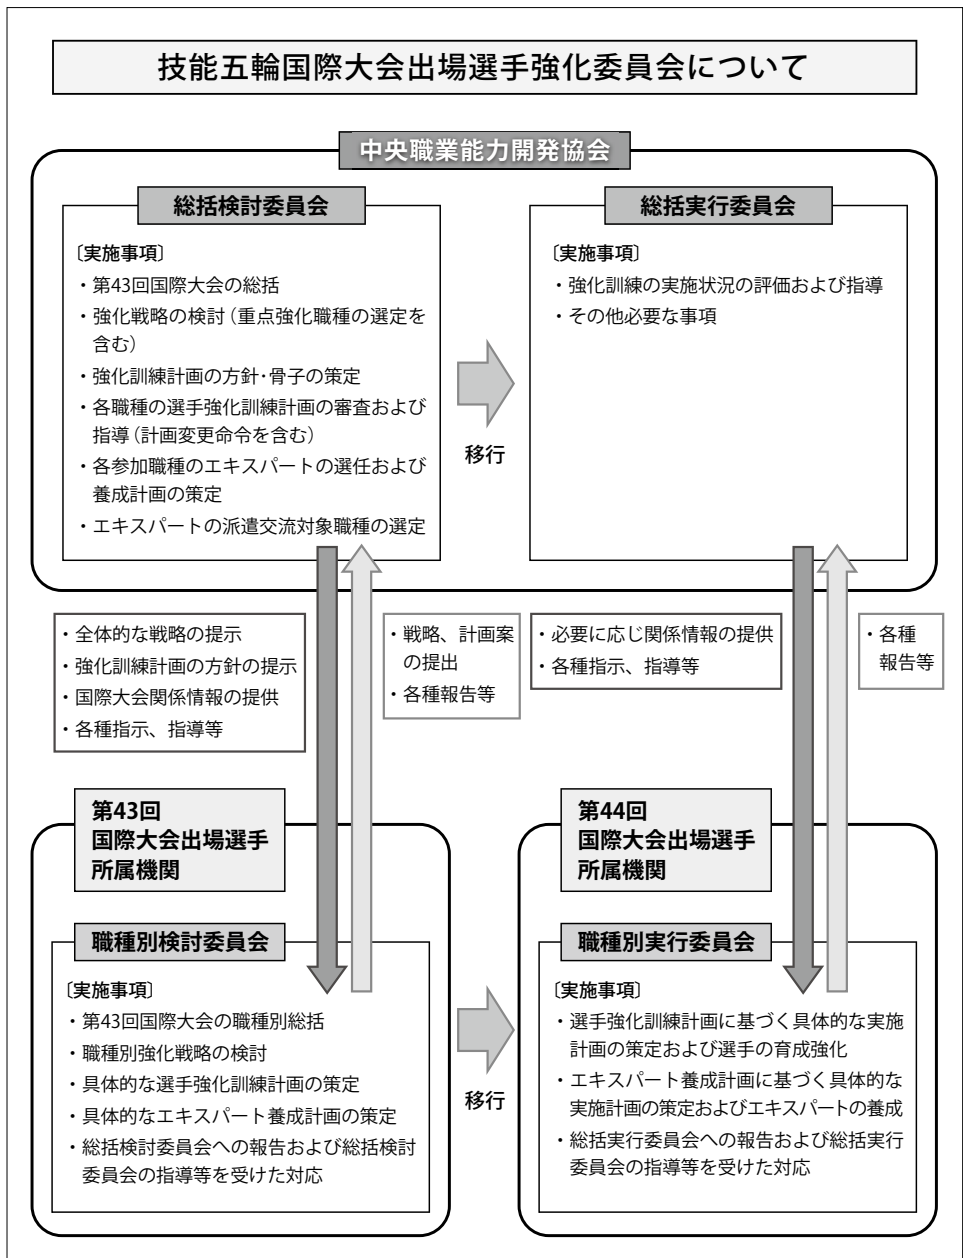 技能五輪国際大会出場選手強化委員会について
中央職業能力開発協会
総括検討委員会
〔実施事項〕
・第43回国際大会の総括
・強化戦略の検討（重点強化職種の選定を
含む）
・強化訓練計画の方針・骨子の策定
・各職種の選手強化訓練計画の審査および
指導（計画変更命令を含む）
・各参加職種のエキスパートの選任および
養成計画の策定
・エキスパートの派遣交流対象職種の選定
移行
総括実行委員会
〔実施事項〕
・強化訓練の実施状況の評価および指導
・その他必要な事項
・全体的な戦略の提示
・強化訓練計画の方針の提示
・国際大会関係情報の提供
・各種指示、指導等
・戦略、計画案
の提出
・各種報告等
・必要に応じ関係情報の提供
・各種指示、指導等
・各種
報告等
第43回
国際大会出場選手
所属機関
職種別検討委員会
〔実施事項〕
・第43回国際大会の職種別総括
・職種別強化戦略の検討
・具体的な選手強化訓練計画の策定
・具体的なエキスパート養成計画の策定
・総括検討委員会への報告および総括検討
委員会の指導等を受けた対応
移行
第44回
国際大会出場選手
所属機関
職種別実行委員会
〔実施事項〕
・選手強化訓練計画に基づく具体的な実施
計画の策定および選手の育成強化
・エキスパート養成計画に基づく具体的な
実施計画の策定およびエキスパートの養成
・総括実行委員会への報告および総括実行
委員会の指導等を受けた対応